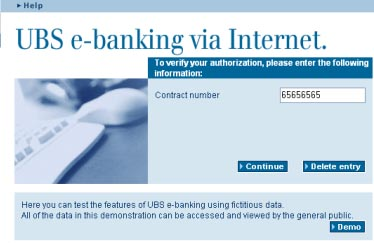 Help
UBS e-banking via Internet.
To verify your authorization, please enter the following
information:
Contract number 65656565
Continue Delete entry
Here you can test the features of UBS e-banking using fictitious data.
All of the data in this demonstration can be accessed and viewed by the general public.
Demo